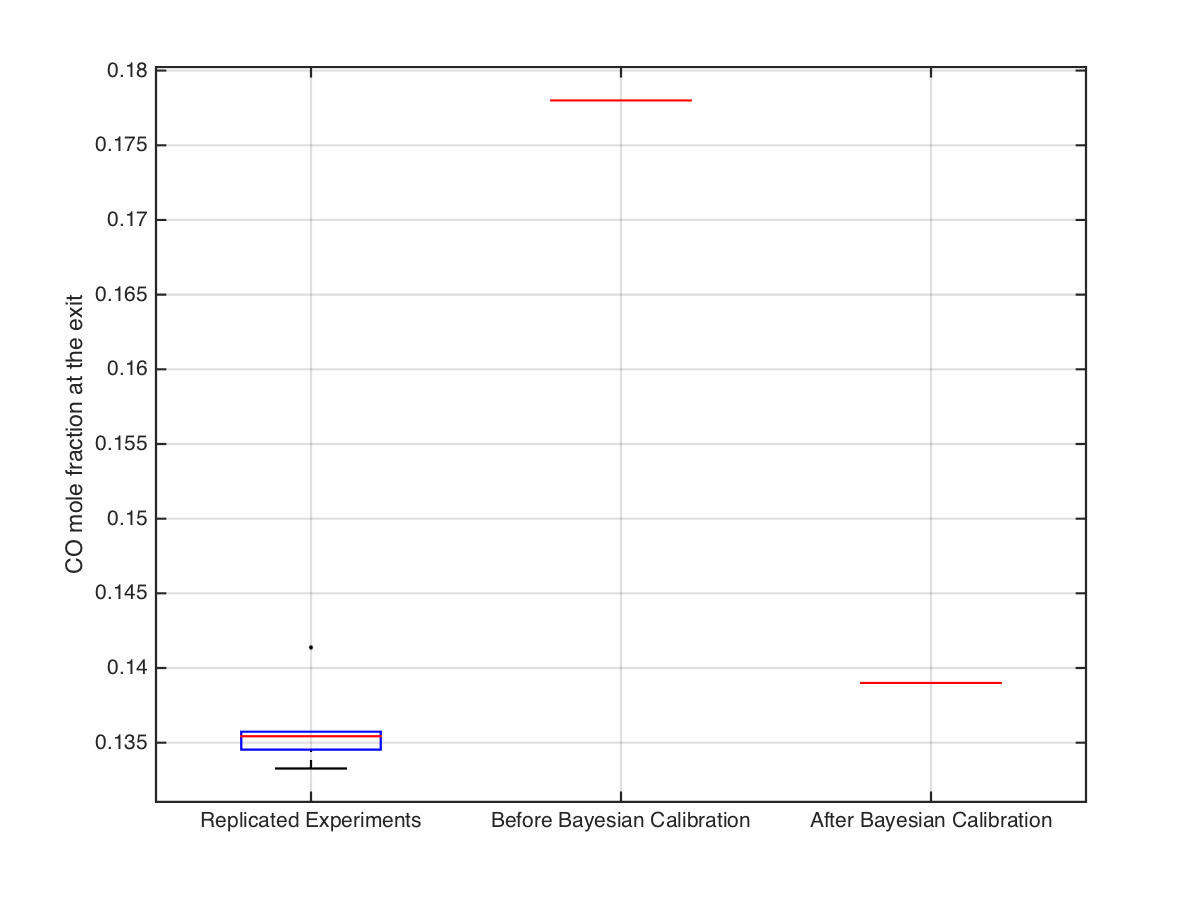 0.18
0.175
0.17
0.165
0.16
0.155
0.15
0.145
0.14
0.135
CO mole fraction at the exit
Replicated Experiments
Before Bayesian Calibration
After Bayesian Calibration